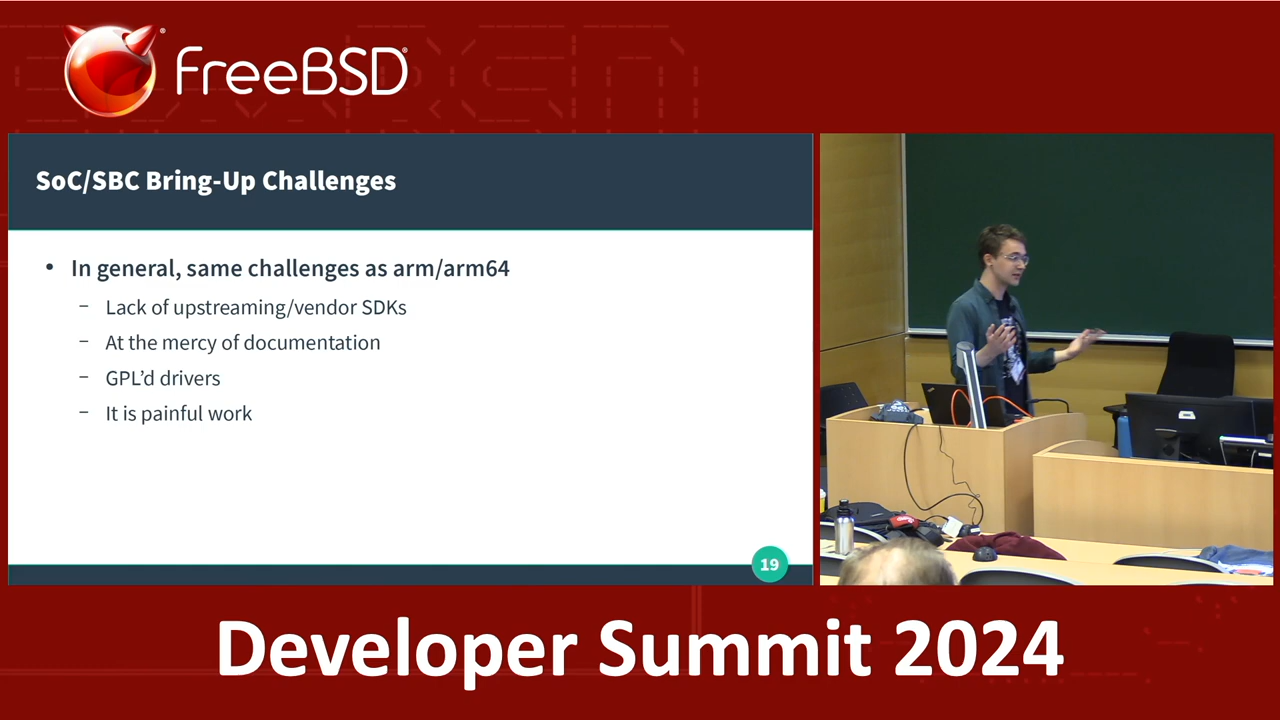 FreeBSD®
SoC/SBC Bring-Up Challenges
• In general, same challenges as arm/arm64
– Lack of upstreaming/vendor SDKs
– At the mercy of documentation
– GPL’d drivers
– It is painful work
19
Developer Summit 2024